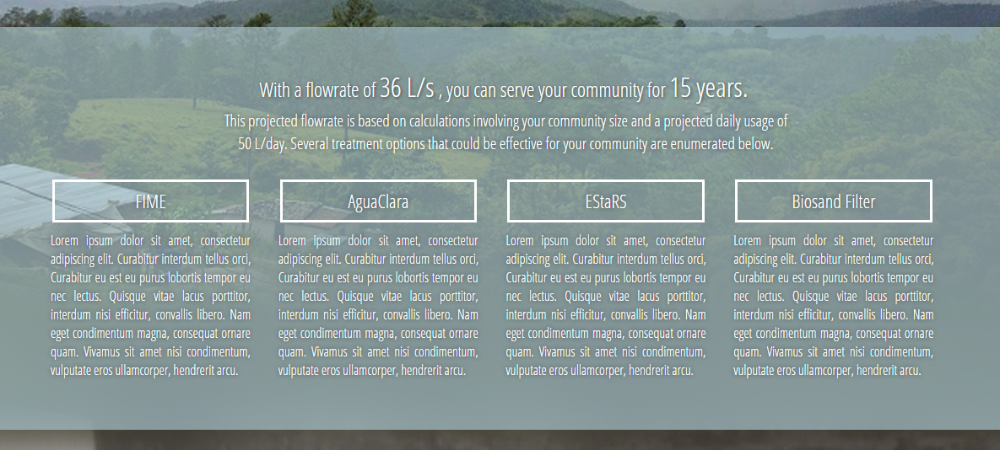 With a flowrate of 36 L/s , you can serve your community for 15 years.
This projected flowrate is based on calculations involving your community size and a projected daily usage of
50 L/day. Several treatment options that could be effective for your community are enumerated below.
FIME
Lorem ipsum dolor sit amet, consectetur
adipiscing elit. Curabitur interdum tellus orci,
Curabitur eu est eu purus lobortis tempor eu
nec lectus. Quisque vitae lacus porttitor,
interdum nisi efficitur, convallis libero. Nam
eget condimentum magna, consequat ornare
quam. Vivamus sit amet nisi condimentum,
vulputate eros ullamcorper, hendrerit arcu.
AguaClara
Lorem ipsum dolor sit amet, consectetur
adipiscing elit. Curabitur interdum tellus orci,
Curabitur eu est eu purus lobortis tempor eu
nec lectus. Quisque vitae lacus porttitor,
interdum nisi efficitur, convallis libero. Nam
eget condimentum magna, consequat ornare
quam. Vivamus sit amet nisi condimentum,
vulputate eros ullamcorper, hendrerit arcu.
EStaRS
Lorem ipsum dolor sit amet, consectetur
adipiscing elit. Curabitur interdum tellus orci,
Curabitur eu est eu purus lobortis tempor eu
nec lectus. Quisque vitae lacus porttitor,
interdum nisi efficitur, convallis libero. Nam
eget condimentum magna, consequat ornare
quam. Vivamus sit amet nisi condimentum,
vulputate eros ullamcorper, hendrerit arcu.
Biosand Filter
Lorem ipsum dolor sit amet, consectetur
adipiscing elit. Curabitur interdum tellus orci,
Curabitur eu est eu purus lobortis tempor eu
nec lectus. Quisque vitae lacus porttitor,
interdum nisi efficitur, convallis libero. Nam
eget condimentum magna, consequat ornare
quam. Vivamus sit amet nisi condimentum,
vulputate eros ullamcorper, hendrerit arcu.